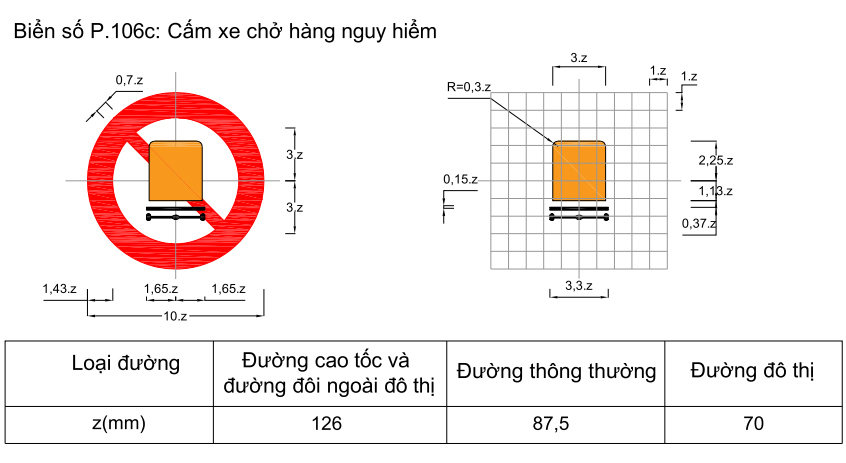 Biển số P.106c: Cấm xe chở hàng nguy hiểm
0,7.z
3,z
3,z
1,43.z
1,65.z
1,65.z
10.z
3.z
1.z
1.z
R=0,3.z
2,25.z
0,15.z
1,13.z
0,37.z
3,3.z
Loại đường
Đường cao tốc và
đường đôi ngoài đô thị
Đường thông thường
Đường đô thị
z(mm)
126
87,5
70